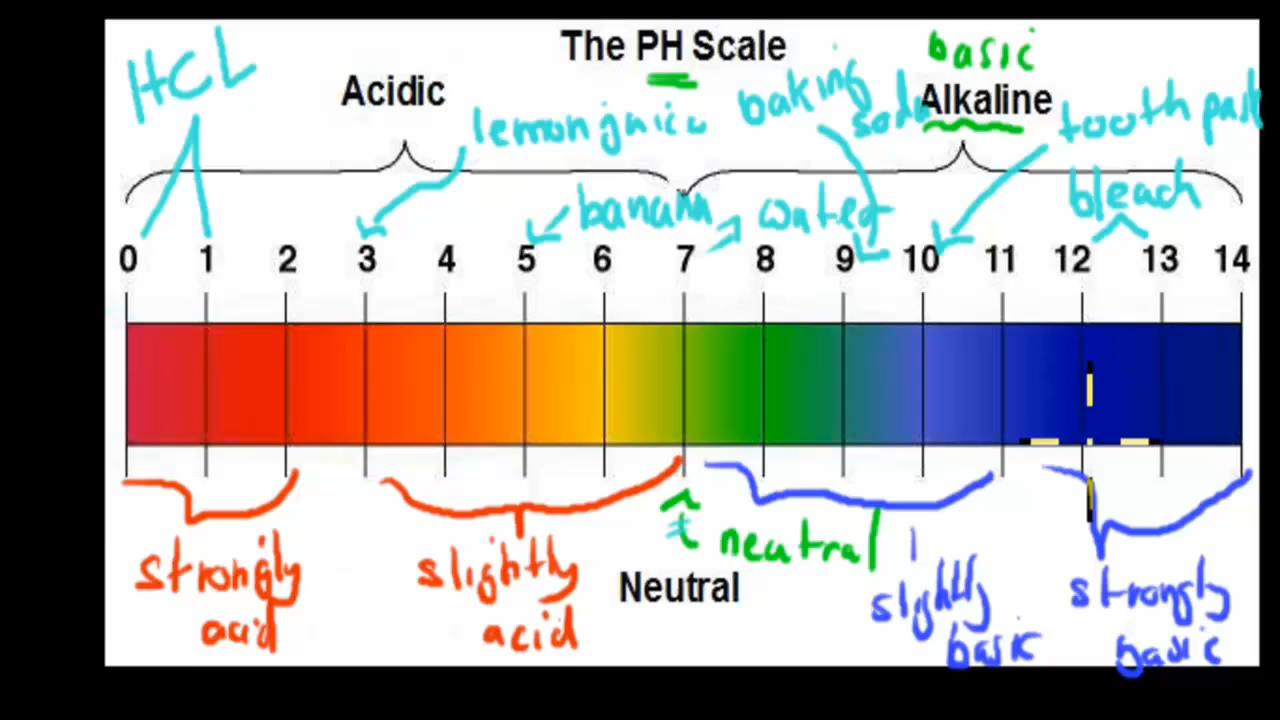 The PH Scale
basic
HCL
Acidic
Alkaline
lemon juice
baking soda
tooth past
banana
water
bleach
0 1 2 3 4 5 6 7 8 9 10 11 12 13 14
strongly acid
slightly acid
neutral
Neutral
slightly basic
strongly basic